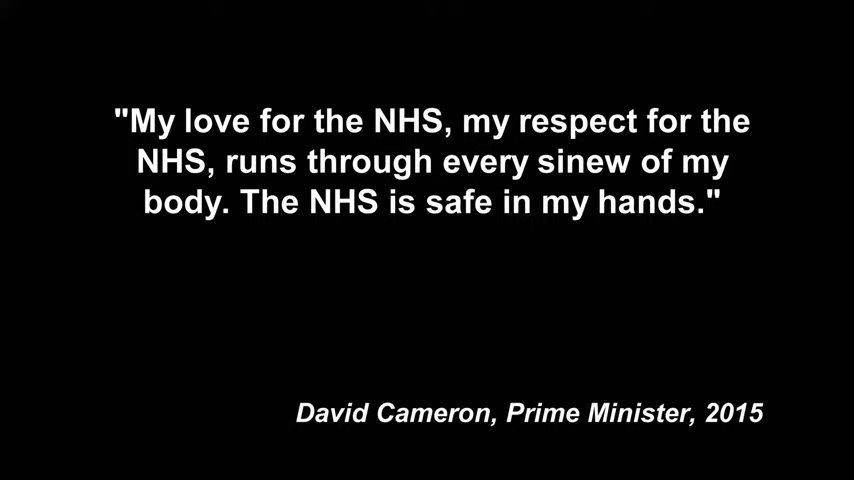 "My love for the NHS, my respect for the
NHS, runs through every sinew of my
body. The NHS is safe in my hands."
David Cameron, Prime Minister, 2015